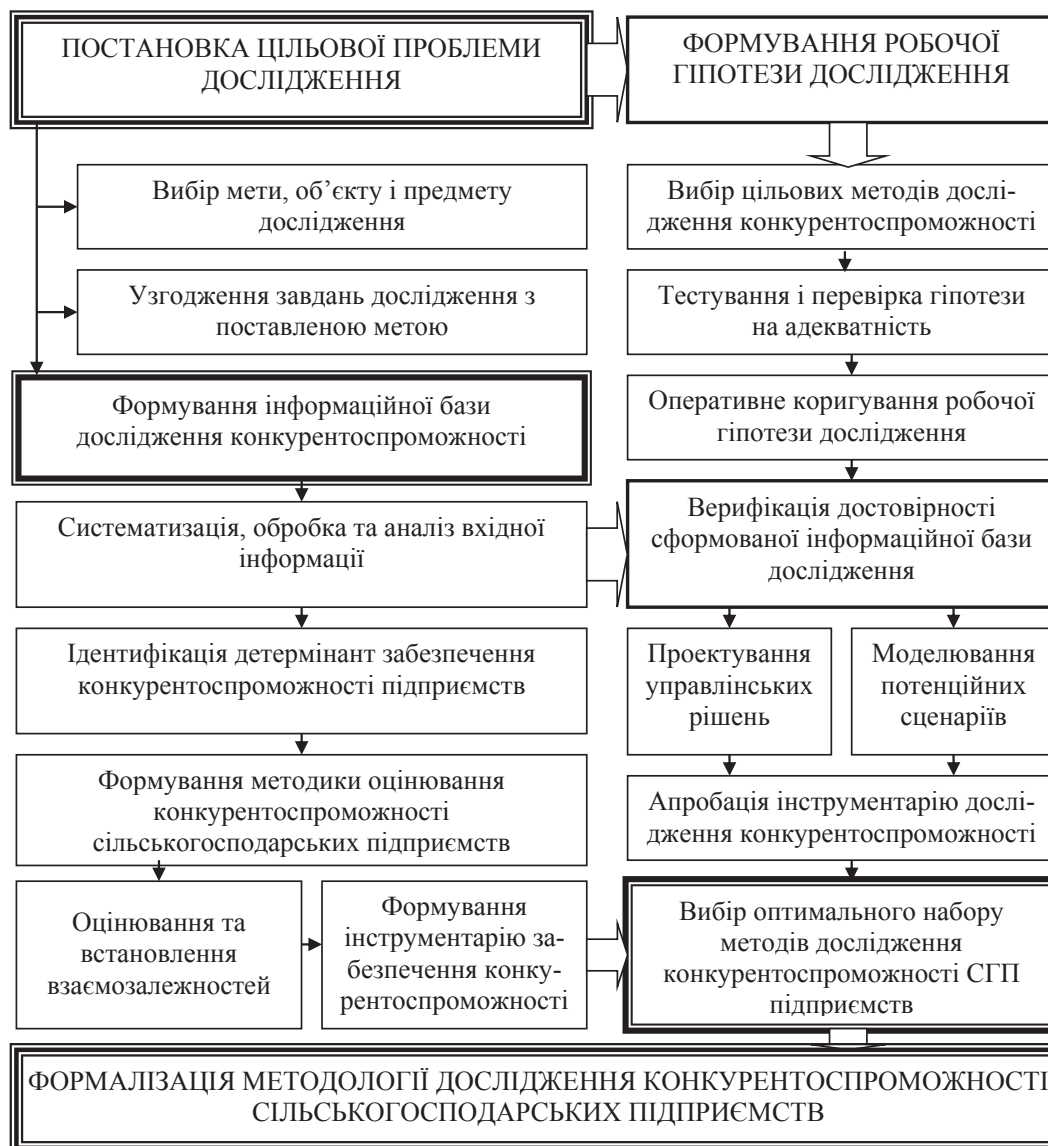 ПОСТАНОВКА ЦІЛЬОВОЇ ПРОБЛЕМИ
ДОСЛІДЖЕННЯ
ФОРМУВАННЯ РОБОЧОЇ
ГІПОТЕЗИ ДОСЛІДЖЕННЯ
Вибір мети, об’єкту і предмету
дослідження
Узгодження завдань дослідження з
поставленою метою
Формування інформаційної бази
дослідження конкурентоспроможності
Систематизація, обробка та аналіз вхідної
інформації
Ідентифікація детермінант забезпечення
конкурентоспроможності підприємств
Формування методики оцінювання
конкурентоспроможності
сільськогосподарських підприємств
Оцінювання та
встановлення
взаємозалежностей
Формування
інструментарію за-
безпечення конку-
рентоспроможності
Вибір цільових методів дослі-
дження конкурентоспроможності
Тестування і перевірка гіпотези
на адекватність
Оперативне коригування робочої
гіпотези дослідження
Верифікація достовірності
сформованої інформаційної бази
дослідження
Проектування
управлінських
рішень
Моделювання
потенційних
сценаріїв
Апробація інструментарію дослі-
дження конкурентоспроможності
Вибір оптимального набору
методів дослідження
конкурентоспроможності СГП
підприємств
ФОРМАЛІЗАЦІЯ МЕТОДОЛОГІЇ ДОСЛІДЖЕННЯ КОНКУРЕНТОСПРОМОЖНОСТІ
СІЛЬСЬКОГОСПОДАРСЬКИХ ПІДПРИЄМСТВ